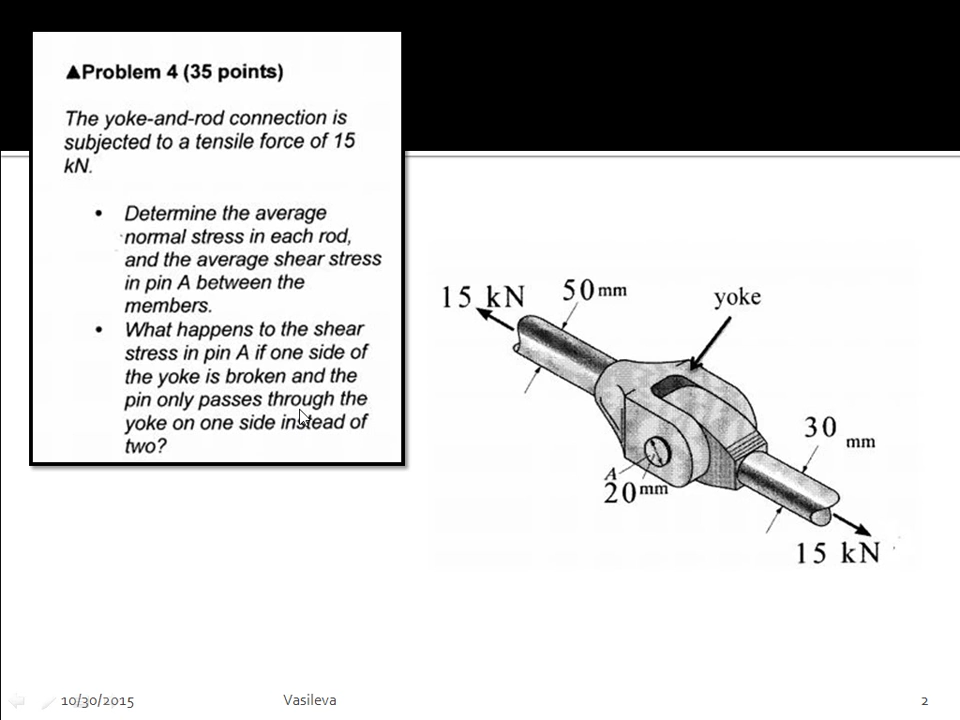 ▲Problem 4 (35 points)
The yoke-and-rod connection is
subjected to a tensile force of 15
kN.
• Determine the average
normal stress in each rod,
and the average shear stress
in pin A between the
members.
• What happens to the shear
stress in pin A if one side of
the yoke is broken and the
pin only passes through the
yoke on one side instead of
two?
15 kN
50 mm
yoke
30 mm
A
20 mm
15 kN
10/30/2015
Vasileva
2